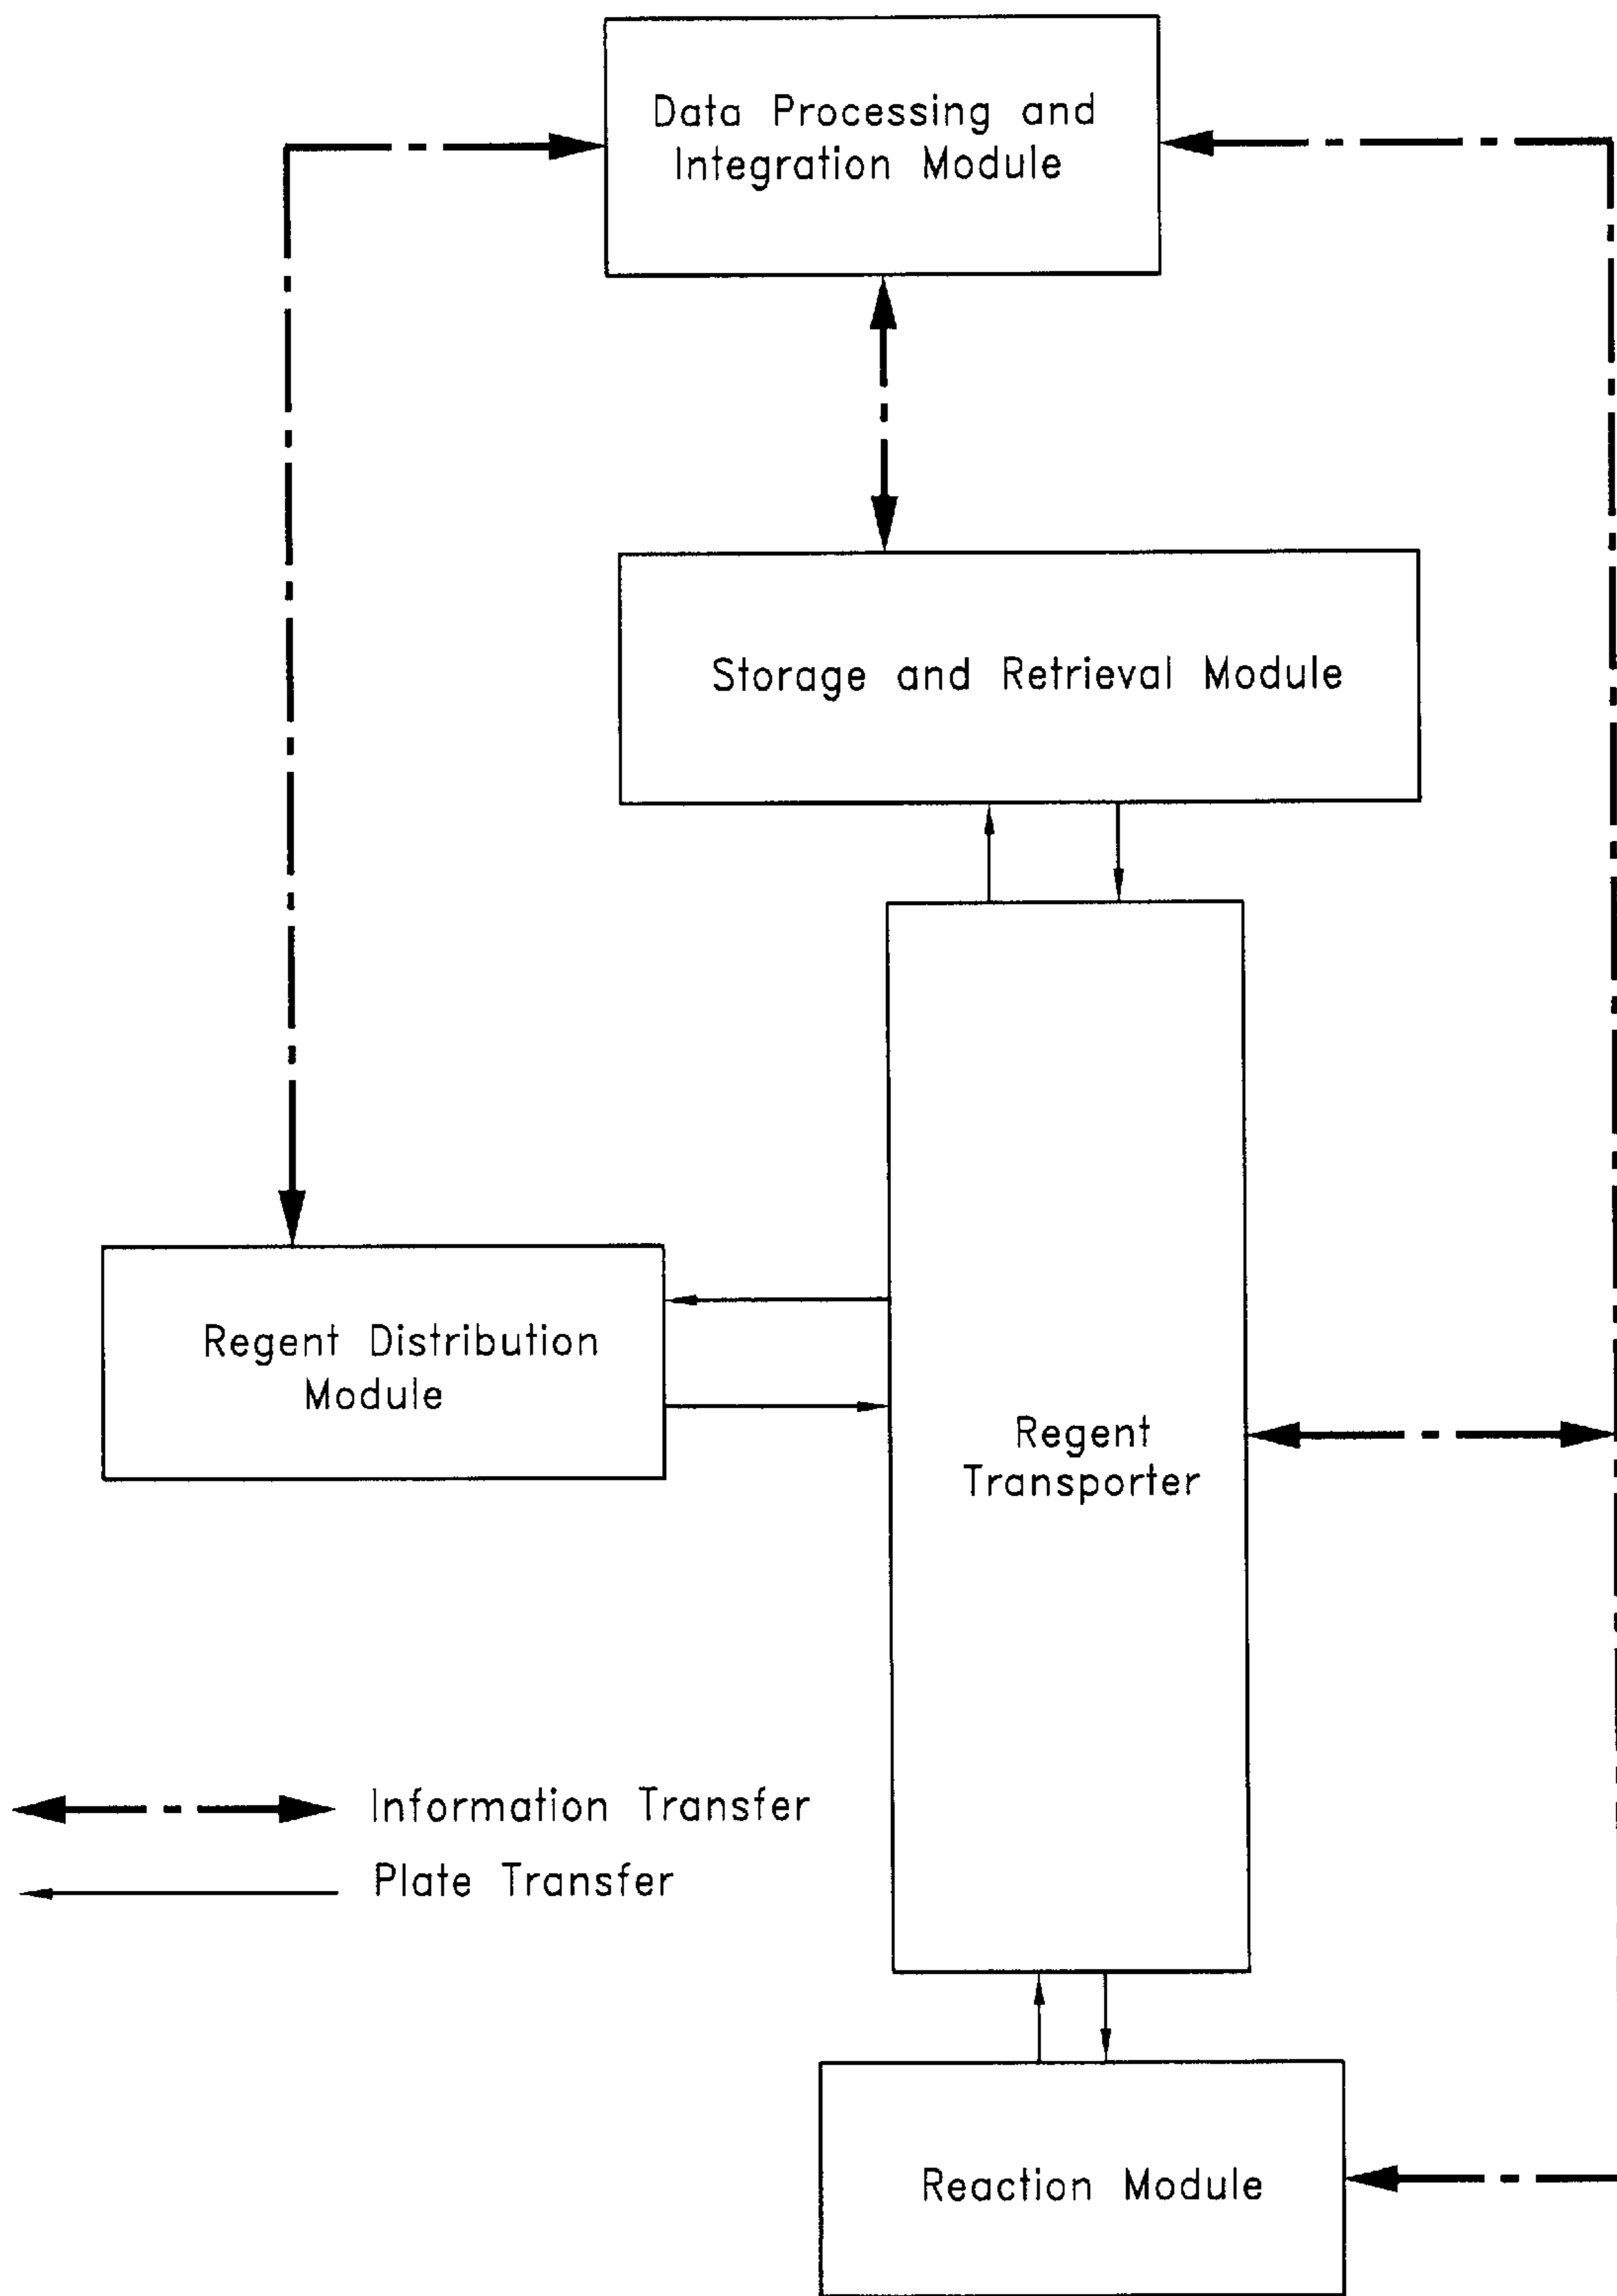 Data Processing and
Integration Module
Storage and Retrieval Module
Regent Distribution
Module
Regent
Transporter
Information Transfer
Plate Transfer
Reaction Module